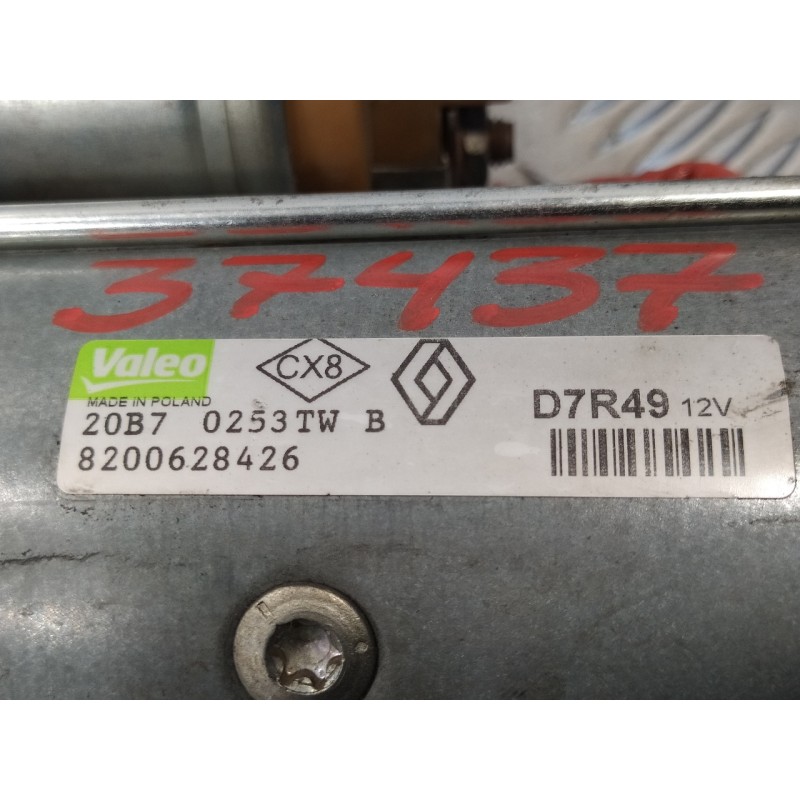 37437
Valeo
CX8
MADE IN POLAND
20B7 0253TW B
8200628426
D7R49 12V